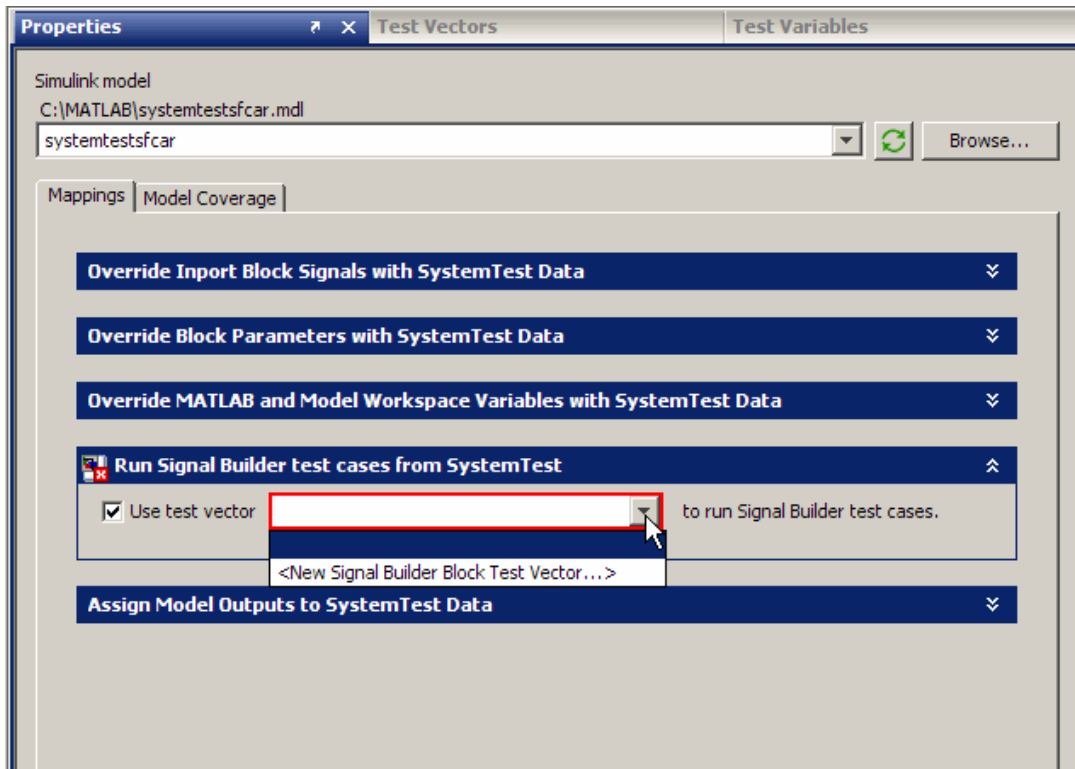 Properties Test Vectors Test Variables
Simulink model
C:\MATLAB\systemtestsfcar.mdl
systemtestsfcar Browse...
Mappings Model Coverage
Override Inport Block Signals with SystemTest Data
Override Block Parameters with SystemTest Data
Override MATLAB and Model Workspace Variables with SystemTest Data
Run Signal Builder test cases from SystemTest
Use test vector to run Signal Builder test cases.
<New Signal Builder Block Test Vector...>
Assign Model Outputs to SystemTest Data